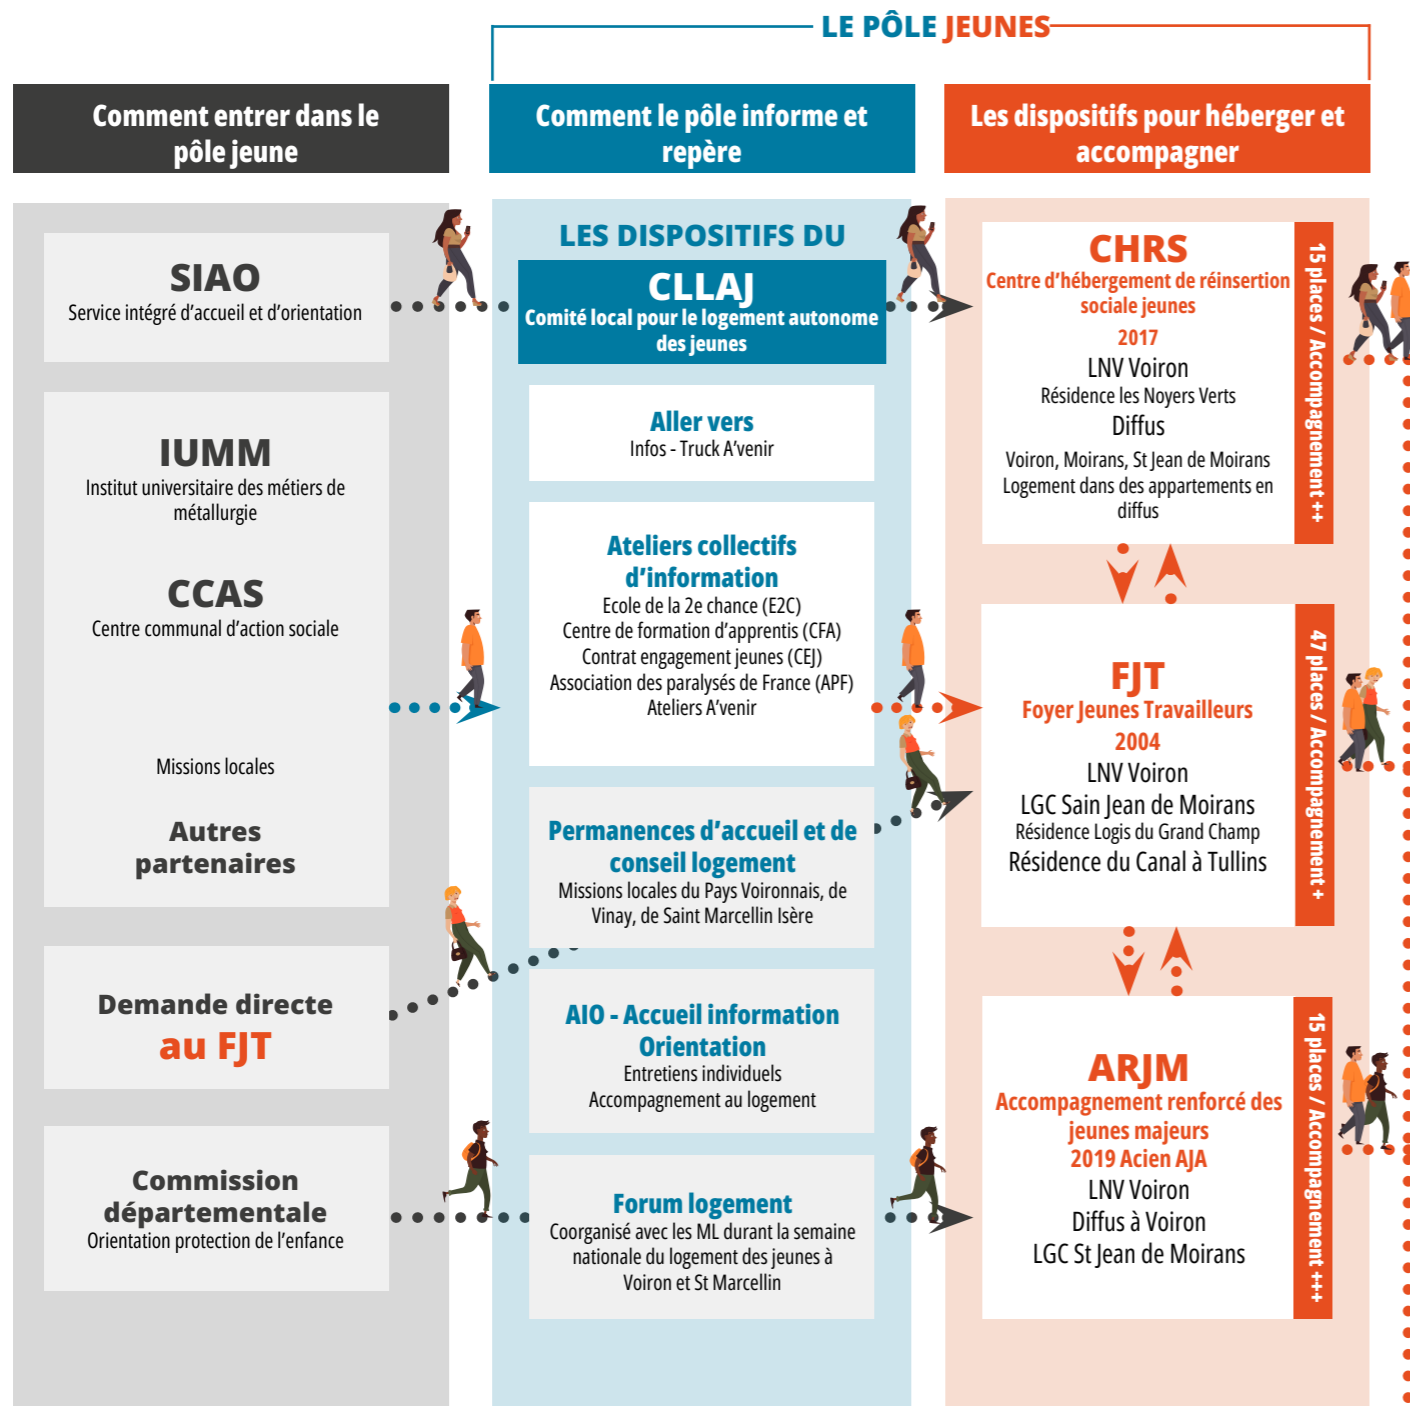 LE PÔLE JEUNES
Comment entrer dans le
pôle jeune
SIAO
Service intégré d'accueil et d'orientation
IUMM
Institut universitaire des métiers de
métallurgie
CCAS
Centre communal d'action sociale
Missions locales
Autres
partenaires
Demande directe
au FJT
Commission
départementale
Orientation protection de l'enfance
Comment le pôle informe et
repère
LES DISPOSITIFS DU
CLLAJ
Comité local pour le logement autonome
des jeunes
Aller vers
Infos - Truck A'venir
Ateliers collectifs
d'information
Ecole de la 2e chance (E2C)
Centre de formation d'apprentis (CFA)
Contrat engagement jeunes (CEJ)
Association des paralysés de France (APF)
Ateliers A'venir
Permanences d'accueil et de
conseil logement
Missions locales du Pays Voironnais, de
Vinay, de Saint Marcellin Isère
AIO - Accueil information
Orientation
Entretiens individuels
Accompagnement au logement
Forum logement
Coorganisé avec les ML durant la semaine
nationale du logement des jeunes à
Voiron et St Marcellin
Les dispositifs pour héberger et
accompagner
CHRS
Centre d'hébergement de réinsertion
sociale jeunes
2017
LNV Voiron
Résidence les Noyers Verts
Diffus
Voiron, Moirans, St Jean de Moirans
Logement dans des appartements en
diffus
15 places / Accompagnement ++
FJT
Foyer Jeunes Travailleurs
2004
LNV Voiron
LGC Sain Jean de Moirans
Résidence Logis du Grand Champ
Résidence du Canal à Tullins
47 places / Accompagnement +
ARJM
Accompagnement renforcé des
jeunes majeurs
2019 Acien AJA
LNV Voiron
Diffus à Voiron
LGC St Jean de Moirans
15 places / Accompagnement +++